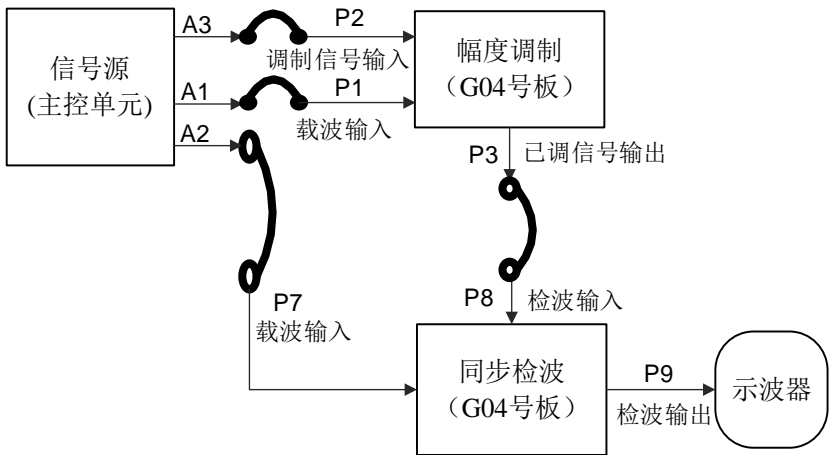 A3
P2
调制信号输入
信号源
(主控单元)
A1
P1
载波输入
A2
幅度调制
（G04号板）
P3
已调信号输出
P7
载波输入
P8
检波输入
同步检波
（G04号板）
P9
检波输出
示波器